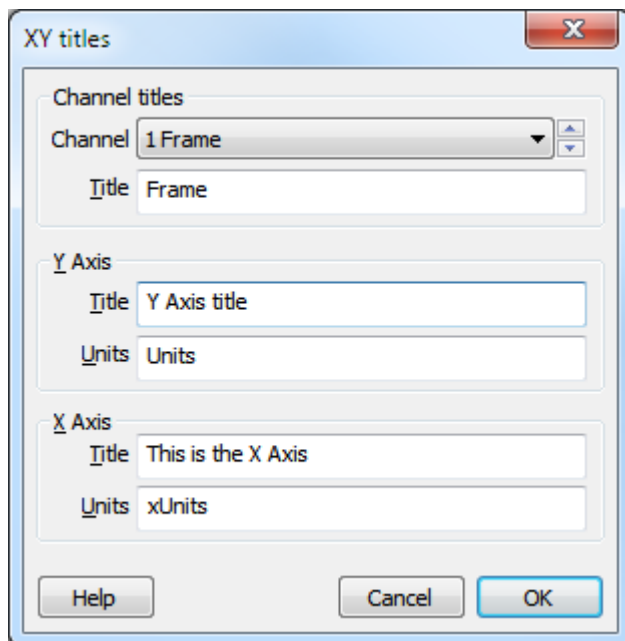 XY titles
Channel titles
Channel 1 Frame
Title Frame
Y Axis
Title Y Axis title
Units Units
X Axis
Title This is the X Axis
Units xUnits
Help Cancel OK